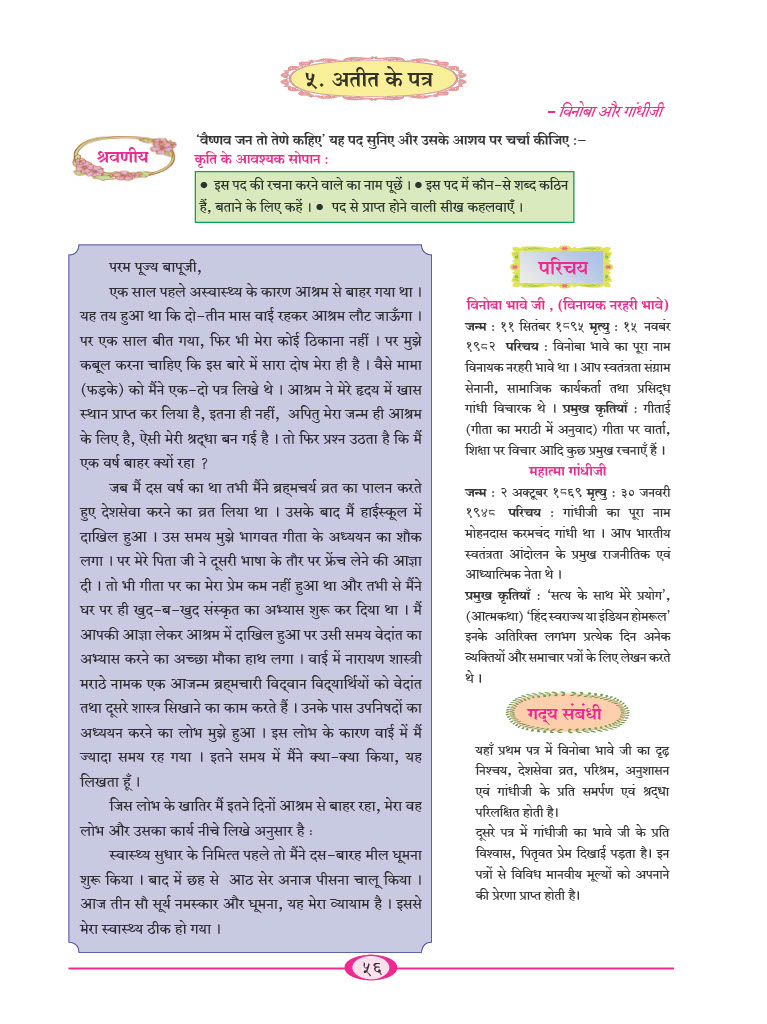 ५. अतीत के पत्र
– विनोबा और गांधीजी
श्रवणीय
‘वैष्णव जन तो तेणे कहिए’ यह पद सुनिए और उसके आशय पर चर्चा कीजिए :–
कृति के आवश्यक सोपान :
• इस पद की रचना करने वाले का नाम पूछें । • इस पद में कौन-से शब्द कठिन
हैं, बताने के लिए कहें । • पद से प्राप्त होने वाली सीख कहलवाएँ ।
परम पूज्य बापूजी,
एक साल पहले अस्वास्थ्य के कारण आश्रम से बाहर गया था ।
यह तय हुआ था कि दो-तीन मास वाई रहकर आश्रम लौट जाऊँगा ।
पर एक साल बीत गया, फिर भी मेरा कोई ठिकाना नहीं । पर मुझे
कबूल करना चाहिए कि इस बारे में सारा दोष मेरा ही है । वैसे मामा
(फड़के) को मैंने एक-दो पत्र लिखे थे । आश्रम ने मेरे हृदय में खास
स्थान प्राप्त कर लिया है, इतना ही नहीं, अपितु मेरा जन्म ही आश्रम
के लिए है, ऐसी मेरी श्रद्धा बन गई है । तो फिर प्रश्न उठता है कि मैं
एक वर्ष बाहर क्यों रहा ?
जब मैं दस वर्ष का था तभी मैंने ब्रह्मचर्य व्रत का पालन करते
हुए देशसेवा करने का व्रत लिया था । उसके बाद मैं हाईस्कूल में
दाखिल हुआ । उस समय मुझे भागवत गीता के अध्ययन का शौक
लगा । पर मेरे पिता जी ने दूसरी भाषा के तौर पर फ्रेंच लेने की आज्ञा
दी । तो भी गीता पर का मेरा प्रेम कम नहीं हुआ था और तभी से मैंने
घर पर ही खुद-ब-खुद संस्कृत का अभ्यास शुरू कर दिया था । मैं
आपकी आज्ञा लेकर आश्रम में दाखिल हुआ पर उसी समय वेदांत का
अभ्यास करने का अच्छा मौका हाथ लगा । वाई में नारायण शास्त्री
मराठे नामक एक आजन्म ब्रह्मचारी विद्वान विद्यार्थियों को वेदांत
तथा दूसरे शास्त्र सिखाने का काम करते हैं । उनके पास उपनिषदों का
अध्ययन करने का लोभ मुझे हुआ । इस लोभ के कारण वाई में मैं
ज्यादा समय रह गया । इतने समय में मैंने क्या-क्या किया, यह
लिखता हूँ ।
जिस लोभ के खातिर मैं इतने दिनों आश्रम से बाहर रहा, मेरा वह
लोभ और उसका कार्य नीचे लिखे अनुसार है :
स्वास्थ्य सुधार के निमित्त पहले तो मैंने दस-बारह मील घूमना
शुरू किया । बाद में छह से आठ सेर अनाज पीसना चालू किया ।
आज तीन सौ सूर्य नमस्कार और घूमना, यह मेरा व्यायाम है । इससे
मेरा स्वास्थ्य ठीक हो गया ।
परिचय
विनोबा भावे जी , (विनायक नरहरी भावे)
जन्म : ११ सितंबर १८९५ मृत्यु : १५ नवबंर
१९८२ परिचय : विनोबा भावे का पूरा नाम
विनायक नरहरी भावे था । आप स्वतंत्रता संग्राम
सेनानी, सामाजिक कार्यकर्ता तथा प्रसिद्ध
गांधी विचारक थे । प्रमुख कृतियाँ : गीताई
(गीता का मराठी में अनुवाद) गीता पर वार्ता,
शिक्षा पर विचार आदि कुछ प्रमुख रचनाएँ हैं ।
महात्मा गांधीजी
जन्म : २ अक्टूबर १८६९ मृत्यु : ३० जनवरी
१९४८ परिचय : गांधीजी का पूरा नाम
मोहनदास करमचंद गांधी था । आप भारतीय
स्वतंत्रता आंदोलन के प्रमुख राजनीतिक एवं
आध्यात्मिक नेता थे ।
प्रमुख कृतियाँ : ‘सत्य के साथ मेरे प्रयोग’,
(आत्मकथा) ‘हिंद स्वराज्य या इंडियन होमरूल’
इनके अतिरिक्त लगभग प्रत्येक दिन अनेक
व्यक्तियों और समाचार पत्रों के लिए लेखन करते
थे ।
गद्य संबंधी
यहाँ प्रथम पत्र में विनोबा भावे जी का दृढ़
निश्चय, देशसेवा व्रत, परिश्रम, अनुशासन
एवं गांधीजी के प्रति समर्पण एवं श्रद्धा
परिलक्षित होती है।
दूसरे पत्र में गांधीजी का भावे जी के प्रति
विश्वास, पितृवत प्रेम दिखाई पड़ता है। इन
पत्रों से विविध मानवीय मूल्यों को अपनाने
की प्रेरणा प्राप्त होती है।
५६